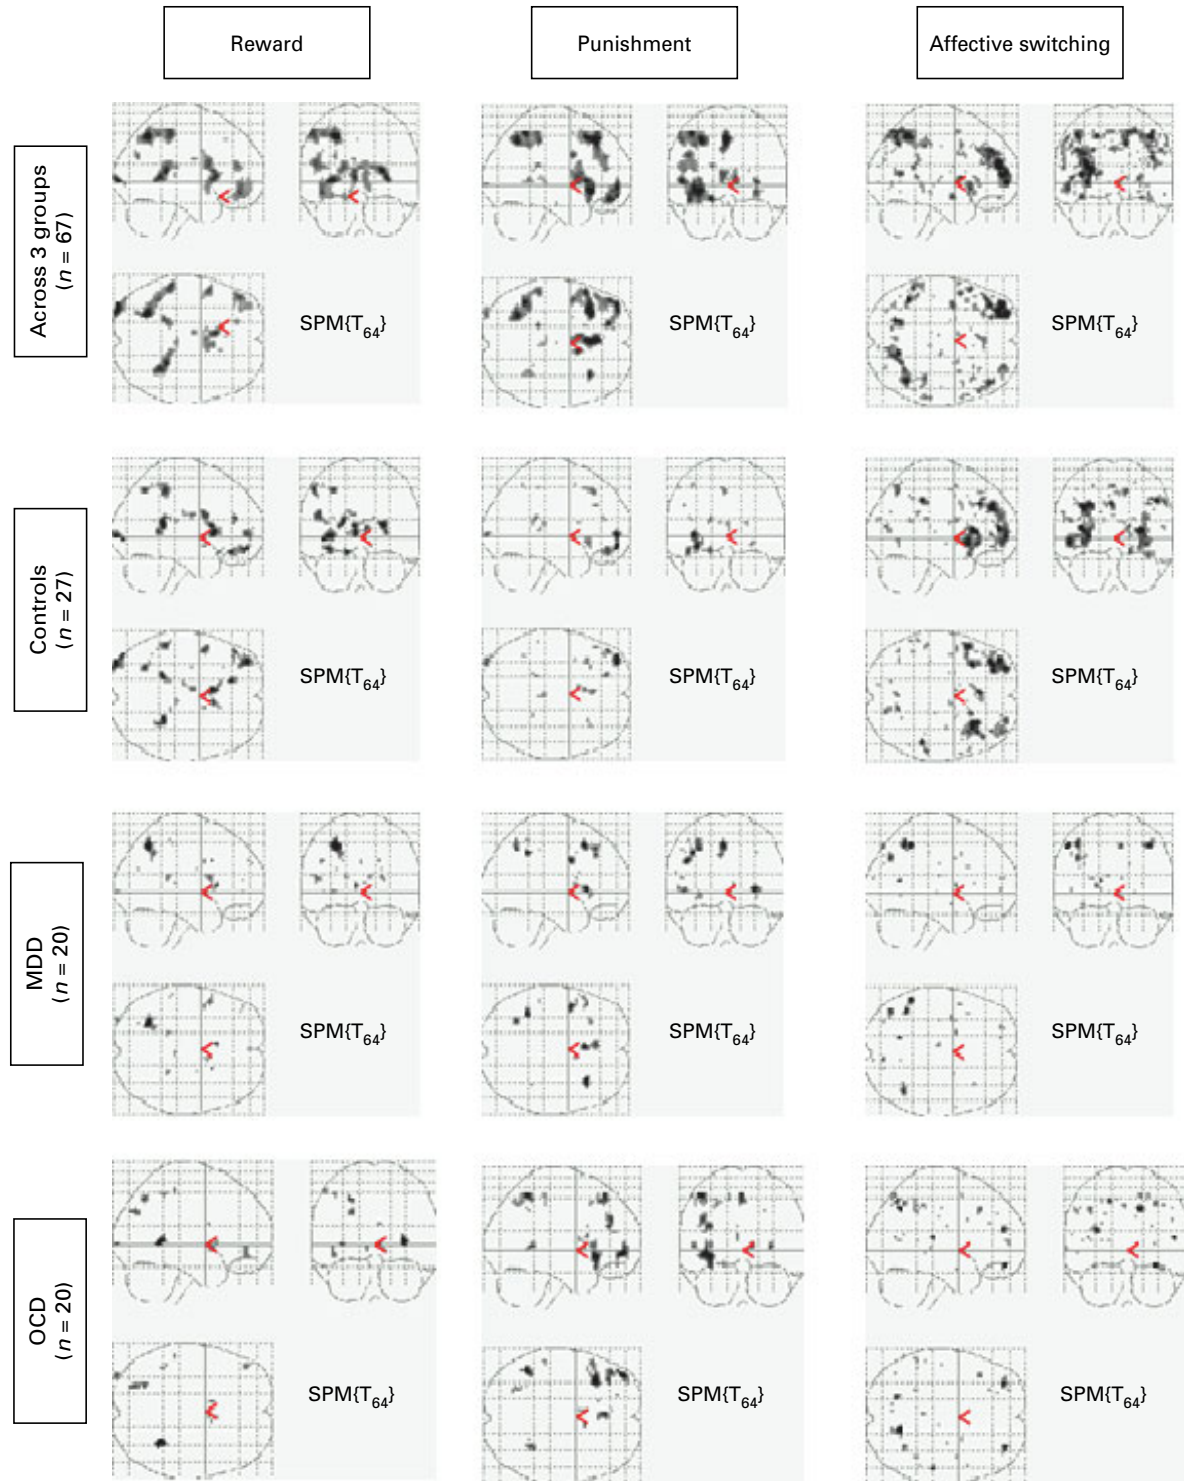 Reward
Punishment
Affective switching
Across 3 groups
(n = 67)
SPM{T64}
SPM{T64}
SPM{T64}
Controls
(n = 27)
SPM{T64}
SPM{T64}
SPM{T64}
MDD
(n = 20)
SPM{T64}
SPM{T64}
SPM{T64}
OCD
(n = 20)
SPM{T64}
SPM{T64}
SPM{T64}